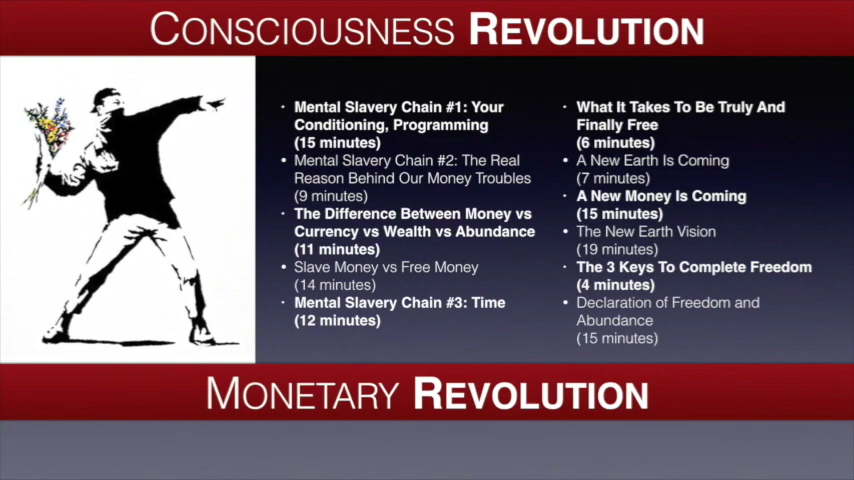 CONSCIOUSNESS REVOLUTION
· Mental Slavery Chain #1: Your
Conditioning, Programming
(15 minutes)
• Mental Slavery Chain #2: The Real
Reason Behind Our Money Troubles
(9 minutes)
· The Difference Between Money vs
Currency vs Wealth vs Abundance
(11 minutes)
• Slave Money vs Free Money
(14 minutes)
· Mental Slavery Chain #3: Time
(12 minutes)
· What It Takes To Be Truly And
Finally Free
(6 minutes)
• A New Earth Is Coming
(7 minutes)
· A New Money Is Coming
(15 minutes)
• The New Earth Vision
(19 minutes)
· The 3 Keys To Complete Freedom
(4 minutes)
• Declaration of Freedom and
Abundance
(15 minutes)
MONETARY REVOLUTION